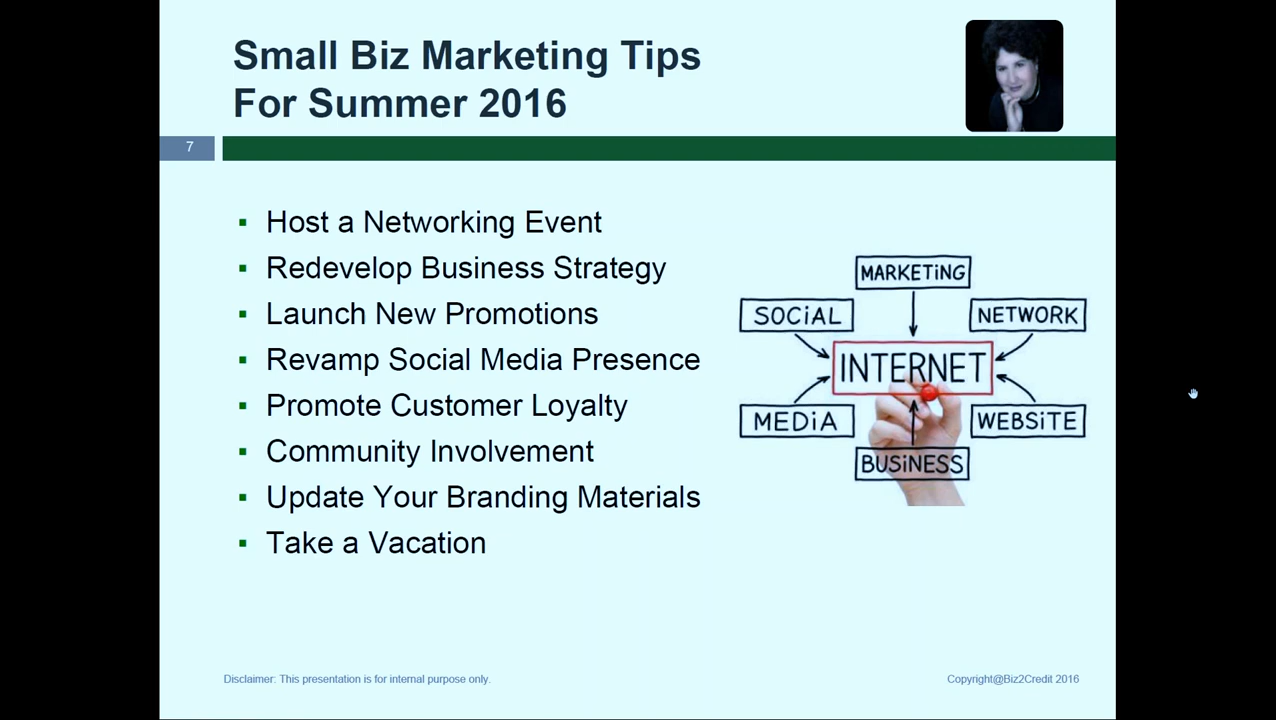 Small Biz Marketing Tips
For Summer 2016
7
▪ Host a Networking Event
▪ Redevelop Business Strategy
▪ Launch New Promotions
▪ Revamp Social Media Presence
▪ Promote Customer Loyalty
▪ Community Involvement
▪ Update Your Branding Materials
▪ Take a Vacation
MARKETiNG
SOCiAL
NETWORK
INTERNET
MEDiA
WEBSiTE
BUSiNESS
Disclaimer: This presentation is for internal purpose only.
Copyright@Biz2Credit 2016